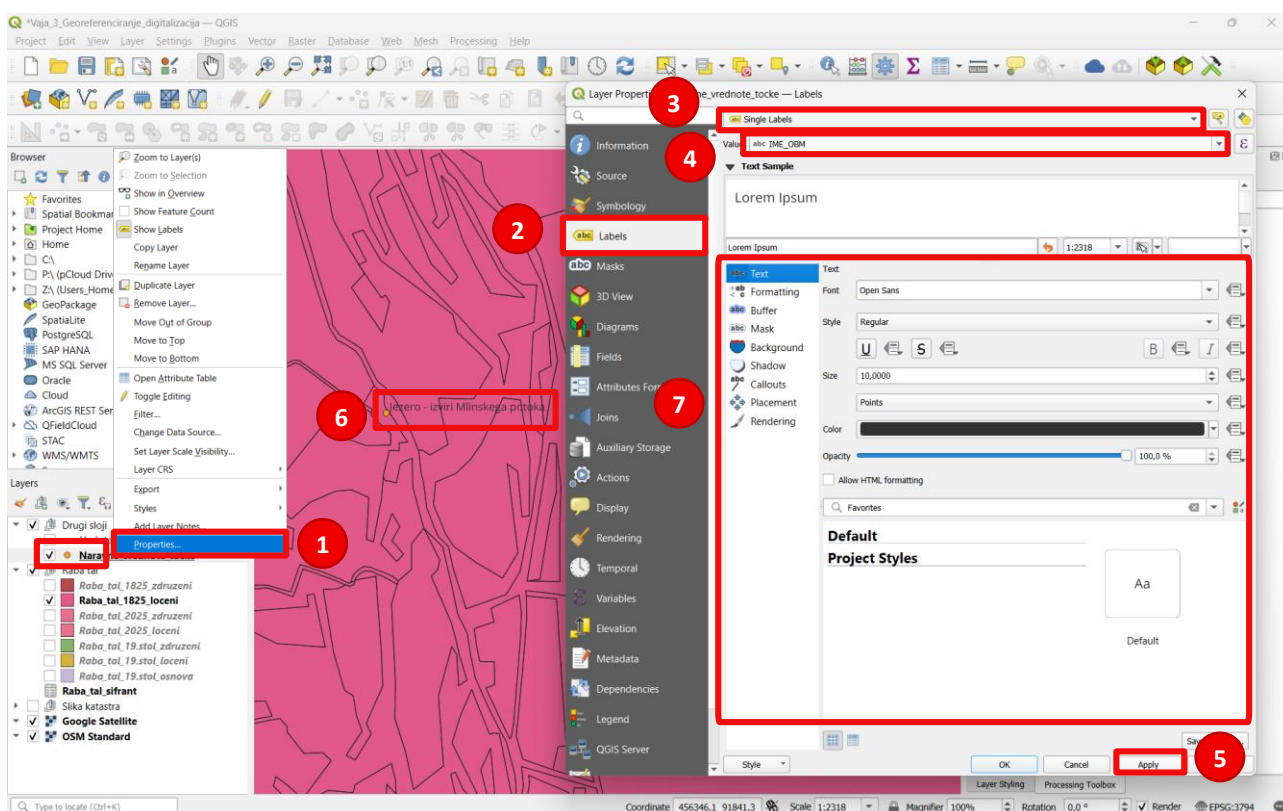 *Vaja_3_Georeferenciranje_digitalizacija — QGIS
Project Edit View Layer Settings Plugins Vector Raster Database Web Mesh Processing Help
Browser
Favorites
Spatial Bookmar
Project Home
Home
C:\
P:\ (pCloud Driv
Z:\ (Users_Home
GeoPackage
SpatiaLite
PostgreSQL
SAP HANA
MS SQL Server
Oracle
Cloud
ArcGIS REST Ser
QFieldCloud
STAC
WMS/WMTS
Layers
Drugi sloji
Raba tal
Raba_tal_1825_zdruzeni
Raba_tal_1825_loceni
Raba_tal_2025_zdruzeni
Raba_tal_2025_loceni
Raba_tal_19.stol_zdruzeni
Raba_tal_19.stol_loceni
Raba_tal_19.stol_osnova
Raba_tal_sifrant
Slika katastra
Google Satellite
OSM Standard
Zoom to Layer(s)
Zoom to Selection
Show in Overview
Show Feature Count
Show Labels
Copy Layer
Rename Layer
Duplicate Layer
Remove Layer...
Move Out of Group
Move to Top
Move to Bottom
Open Attribute Table
Toggle Editing
Filter...
Change Data Source...
Set Layer Scale Visibility...
Layer CRS
Export
Styles
Add Layer Notes...
Properties...
1
6
Jezero - izviri Mlinskega potoka
Layer Properti
me_vrednote_tocke — Labels
3
Single Labels
4
Valu
abc IME_OBM
ε
Information
Source
Symbology
2
abc Labels
abc Masks
3D View
Diagrams
Fields
Attributes Form
7
Joins
Auxiliary Storage
Actions
Display
Rendering
Temporal
Variables
Elevation
Metadata
Dependencies
Legend
QGIS Server
Text Sample
Lorem Ipsum
Lorem Ipsum
1:2318
Text
Formatting
Buffer
Mask
Background
Shadow
Callouts
Placement
Rendering
Text
Font Open Sans
Style Regular
U S B I
Size 10,0000
Points
Color
Opacity 100,0 %
Allow HTML formatting
Favorites
Default
Project Styles
Aa
Default
Style OK Cancel Apply
5
Layer Styling Processing Toolbox
Type to locate (Ctrl+K)
Coordinate 456346,1 91841,3 Scale 1:2318 Magnifier 100% Rotation 0,0 ° Render EPSG:3794